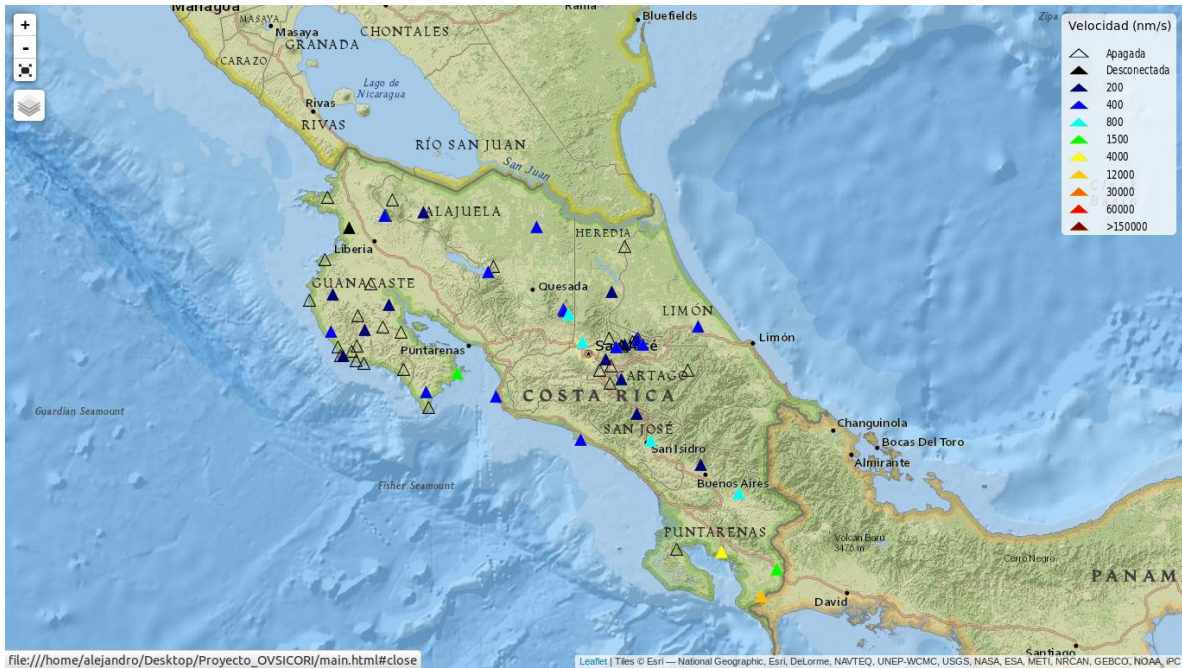 Managua
MASAYA
Masaya
GRANADA
CARAZO
CHONTALES
Rama
Bluefields
Lago de
Nicaragua
Rivas
RIVAS
RÍO SAN JUAN
San Juan
ALAJUELA
HEREDIA
Liberia
GUANACASTE
Quesada
LIMÓN
Limón
Puntarenas
San José
CARTAGO
COSTA RICA
SAN JOSÉ
San Isidro
Buenos Aires
PUNTARENAS
Guardian Seamount
Fisher Seamount
Changuinola
Bocas Del Toro
Almirante
Volcán Barú
3475 m
Cerro Negro
PANAM
David
Santiago
Zipa
+
-
Velocidad (nm/s)
Apagada
Desconectada
200
400
800
1500
4000
12000
30000
60000
>150000
file:///home/alejandro/Desktop/Proyecto_OVSICORI/main.html#close
Leaflet | Tiles © Esri — National Geographic, Esri, DeLorme, NAVTEQ, UNEP-WCMC, USGS, NASA, ESA, METI, NRCAN, GEBCO, NOAA, iPC